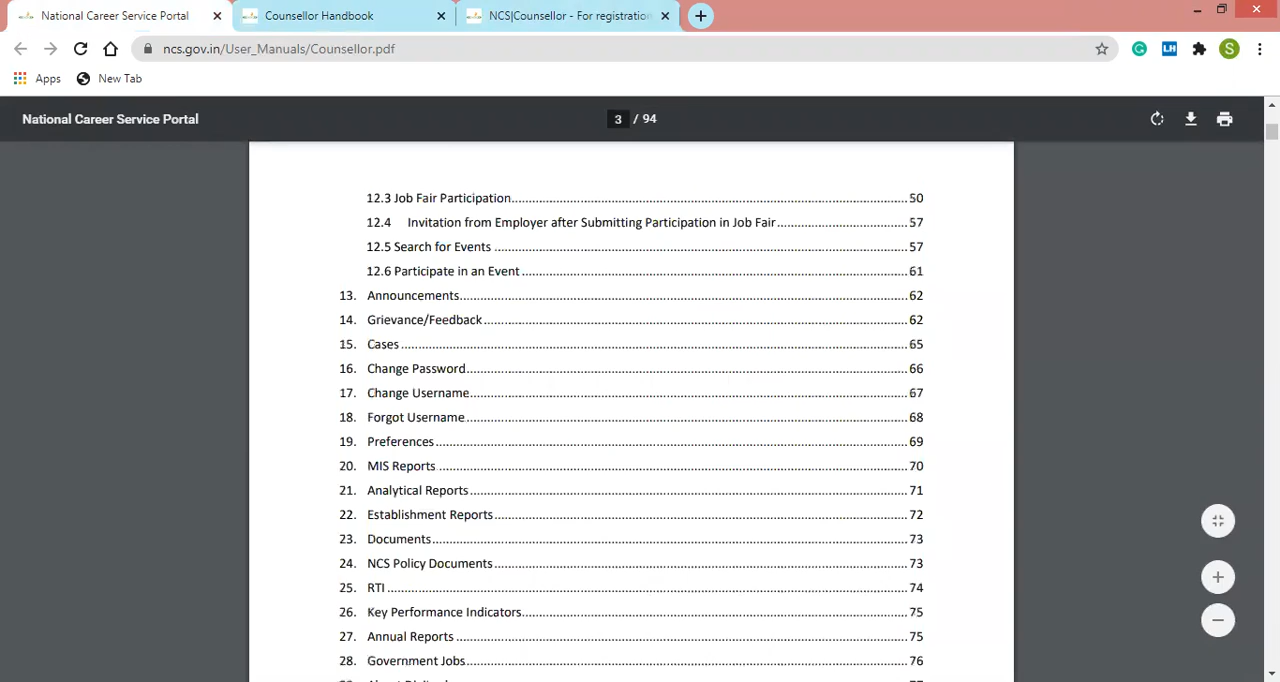 National Career Service Portal
Counsellor Handbook
NCS|Counsellor - For registratio
ncs.gov.in/User_Manuals/Counsellor.pdf
LH
S
Apps
New Tab
National Career Service Portal
3 / 94
12.3 Job Fair Participation 50
12.4 Invitation from Employer after Submitting Participation in Job Fair 57
12.5 Search for Events 57
12.6 Participate in an Event 61
13. Announcements 62
14. Grievance/Feedback 62
15. Cases 65
16. Change Password 66
17. Change Username 67
18. Forgot Username 68
19. Preferences 69
20. MIS Reports 70
21. Analytical Reports 71
22. Establishment Reports 72
23. Documents 73
24. NCS Policy Documents 73
25. RTI 74
26. Key Performance Indicators 75
27. Annual Reports 75
28. Government Jobs 76